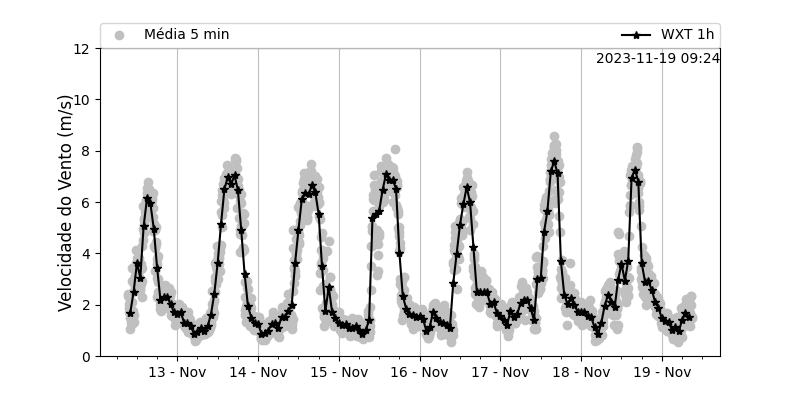 Média 5 min
WXT 1h
2023-11-19 09:24
Velocidade do Vento (m/s)
12
10
8
6
4
2
0
13 - Nov
14 - Nov
15 - Nov
16 - Nov
17 - Nov
18 - Nov
19 - Nov